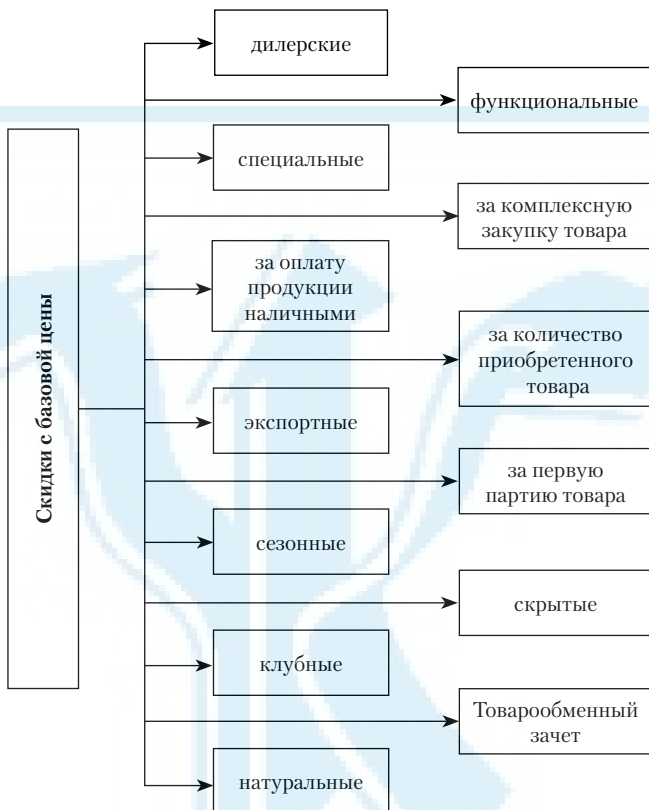 Скидки с базовой цены
дилерские
функциональные
специальные
за комплексную
закупку товара
за оплату
продукции
наличными
за количество
приобретенного
товара
экспортные
за первую
партию товара
сезонные
скрытые
клубные
Товарообменный
зачет
натуральные